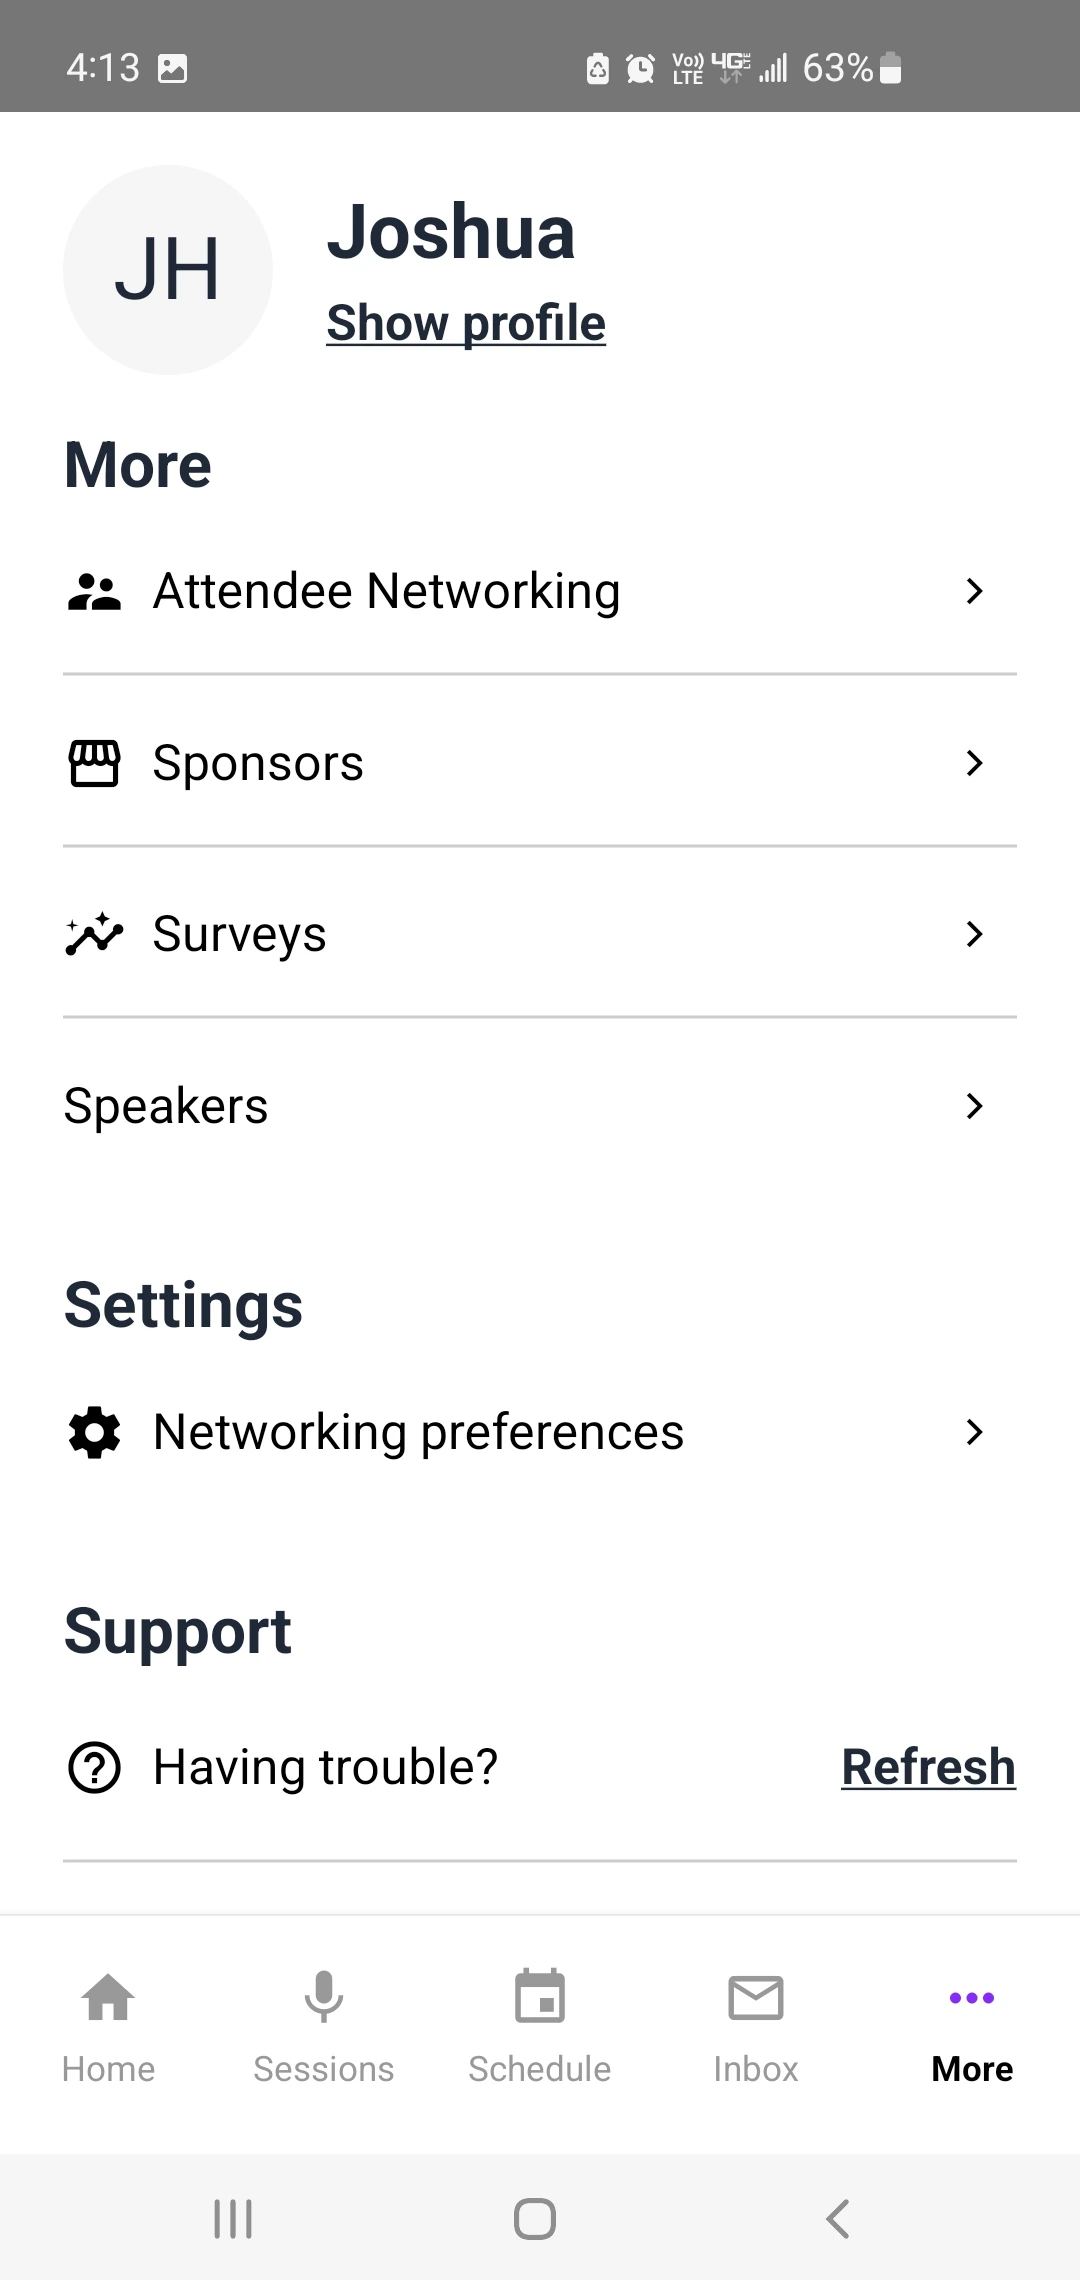 4:13
Vo)) LTE 4G LTE 63%
JH
Joshua
Show profile
More
Attendee Networking
Sponsors
Surveys
Speakers
Settings
Networking preferences
Support
Having trouble? Refresh
Home Sessions Schedule Inbox More